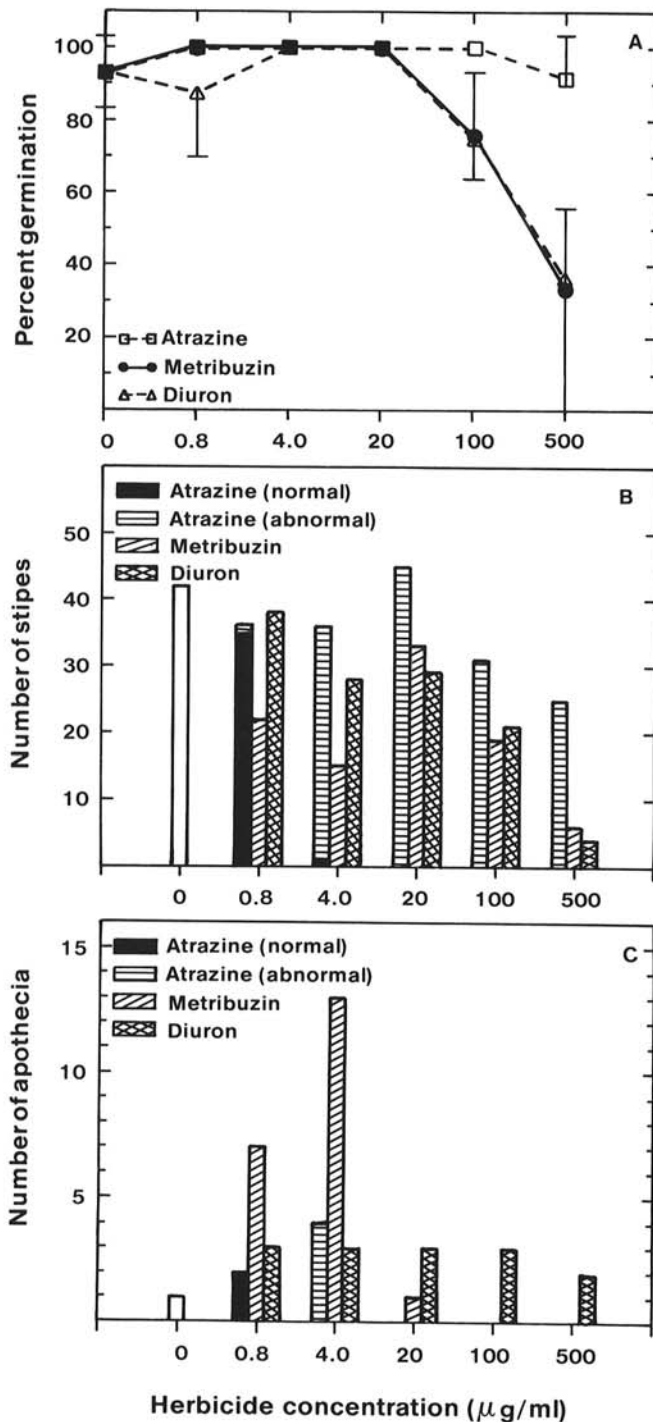 A
100
80
60
40
20
Percent germination
Atrazine
Metribuzin
Diuron
0 0.8 4.0 20 100 500
B
Atrazine (normal)
Atrazine (abnormal)
Metribuzin
Diuron
50
40
30
20
10
Number of stipes
0 0.8 4.0 20 100 500
C
Atrazine (normal)
Atrazine (abnormal)
Metribuzin
Diuron
15
10
5
Number of apothecia
0 0.8 4.0 20 100 500
Herbicide concentration (μg/ml)